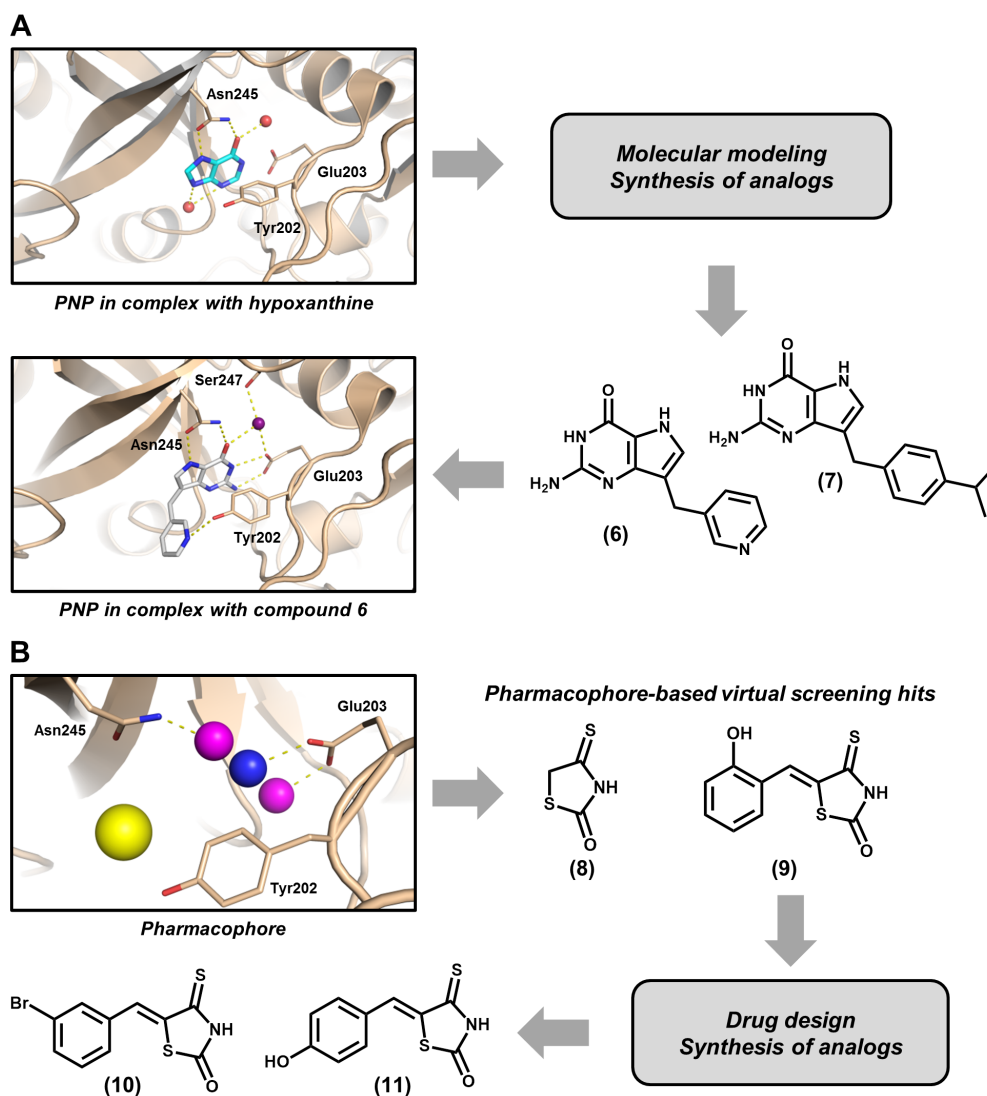 A
Asn245
Glu203
Tyr202
PNP in complex with hypoxanthine
Molecular modeling
Synthesis of analogs
Ser247
Asn245
Glu203
Tyr202
PNP in complex with compound 6
O
H
N
HN
H2N
N
N
(6)
O
H
N
HN
H2N
N
(7)
B
Asn245
Glu203
Tyr202
Pharmacophore
Pharmacophore-based virtual screening hits
S
NH
S
O
(8)
OH
S
NH
S
O
(9)
Drug design
Synthesis of analogs
Br
S
NH
S
O
(10)
HO
S
NH
S
O
(11)